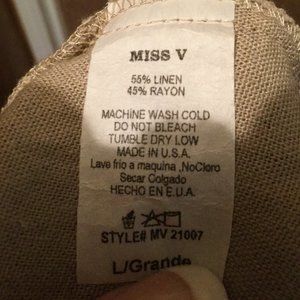 MISS V
55% LINEN
45% RAYON
MACHINE WASH COLD
DO NOT BLEACH
TUMBLE DRY LOW
MADE IN U.S.A.
Lave frio a maquina ,NoCloro
Secar Colgado
HECHO EN E.U.A.
STYLE# MV 21007
L/Grande